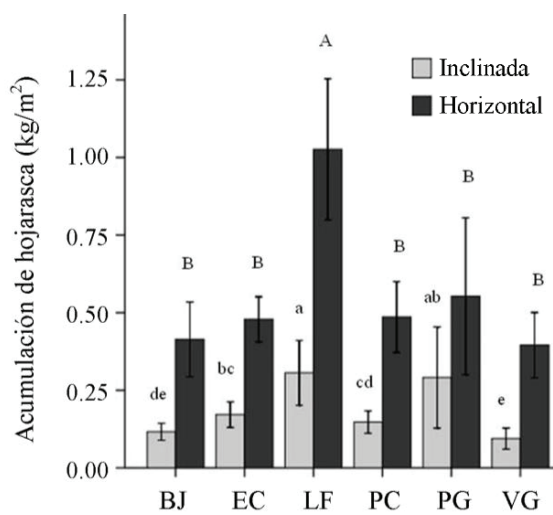 A
1.25
Inclinada
Horizontal
Acumulación de hojarasca (kg/m²)
1.00
0.75
B
B
B
B
B
0.50
a
ab
0.25
de
bc
cd
e
0.00
BJ EC LF PC PG VG